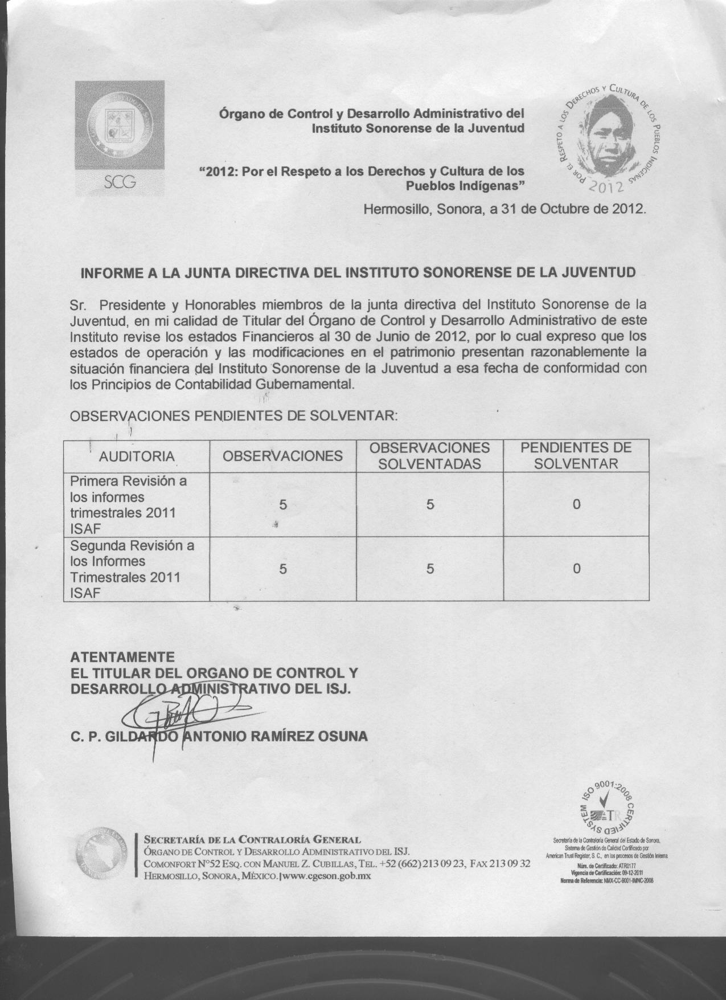 Órgano de Control y Desarrollo Administrativo del
Instituto Sonorense de la Juventud
SCG
"2012: Por el Respeto a los Derechos y Cultura de los
Pueblos Indígenas"
POR EL RESPETO A LOS DERECHOS Y CULTURA DE LOS PUEBLOS INDÍGENAS
2012
Hermosillo, Sonora, a 31 de Octubre de 2012.
INFORME A LA JUNTA DIRECTIVA DEL INSTITUTO SONORENSE DE LA JUVENTUD
Sr. Presidente y Honorables miembros de la junta directiva del Instituto Sonorense de la
Juventud, en mi calidad de Titular del Órgano de Control y Desarrollo Administrativo de este
Instituto revise los estados Financieros al 30 de Junio de 2012, por lo cual expreso que los
estados de operación y las modificaciones en el patrimonio presentan razonablemente la
situación financiera del Instituto Sonorense de la Juventud a esa fecha de conformidad con
los Principios de Contabilidad Gubernamental.
OBSERVACIONES PENDIENTES DE SOLVENTAR:
AUDITORIA
OBSERVACIONES
OBSERVACIONES
SOLVENTADAS
PENDIENTES DE
SOLVENTAR
Primera Revisión a
los informes
trimestrales 2011
ISAF
5
5
0
Segunda Revisión a
los Informes
Trimestrales 2011
ISAF
5
5
0
ATENTAMENTE
EL TITULAR DEL ORGANO DE CONTROL Y
DESARROLLO ADMINISTRATIVO DEL ISJ.
C. P. GILDARDO ANTONIO RAMÍREZ OSUNA
ISO 9001:2008 CERTIFIED SYSTEM
ATR
SECRETARÍA DE LA CONTRALORÍA GENERAL
ÓRGANO DE CONTROL Y DESARROLLO ADMINISTRATIVO DEL ISJ.
COMONFORT N°52 ESQ. CON MANUEL Z. CUBILLAS, TEL. +52 (662) 213 09 23, FAX 213 09 32
HERMOSILLO, SONORA, MÉXICO.|www.cgeson.gob.mx
Secretaría de la Contraloría General del Estado de Sonora,
Sistema de Gestión de Calidad Certificado por
American Trust Register, S. C., en los procesos de Gestión Interna
Núm. de Certificado: ATR0177
Vigencia de Certificación: 09-12-2011
Norma de Referencia: NMX-CC-9001-IMNC-2008